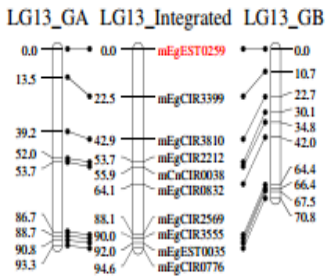 LG13_GA LG13_Integrated LG13_GB
0.0 0.0 mEgEST0259 0.0
13.5 10.7
22.5 mEgCIR3399 22.7
30.1
39.2 34.8
42.9 mEgCIR3810 42.0
52.0 53.7 mEgCIR2212
53.7 55.9 mCnCIR0038 64.4
64.1 mEgCIR0832 66.4
67.5
86.7 88.1 mEgCIR2569 70.8
88.7 90.0 mEgCIR3555
90.8 92.0 mEgEST0035
93.3 94.6 mEgCIR0776